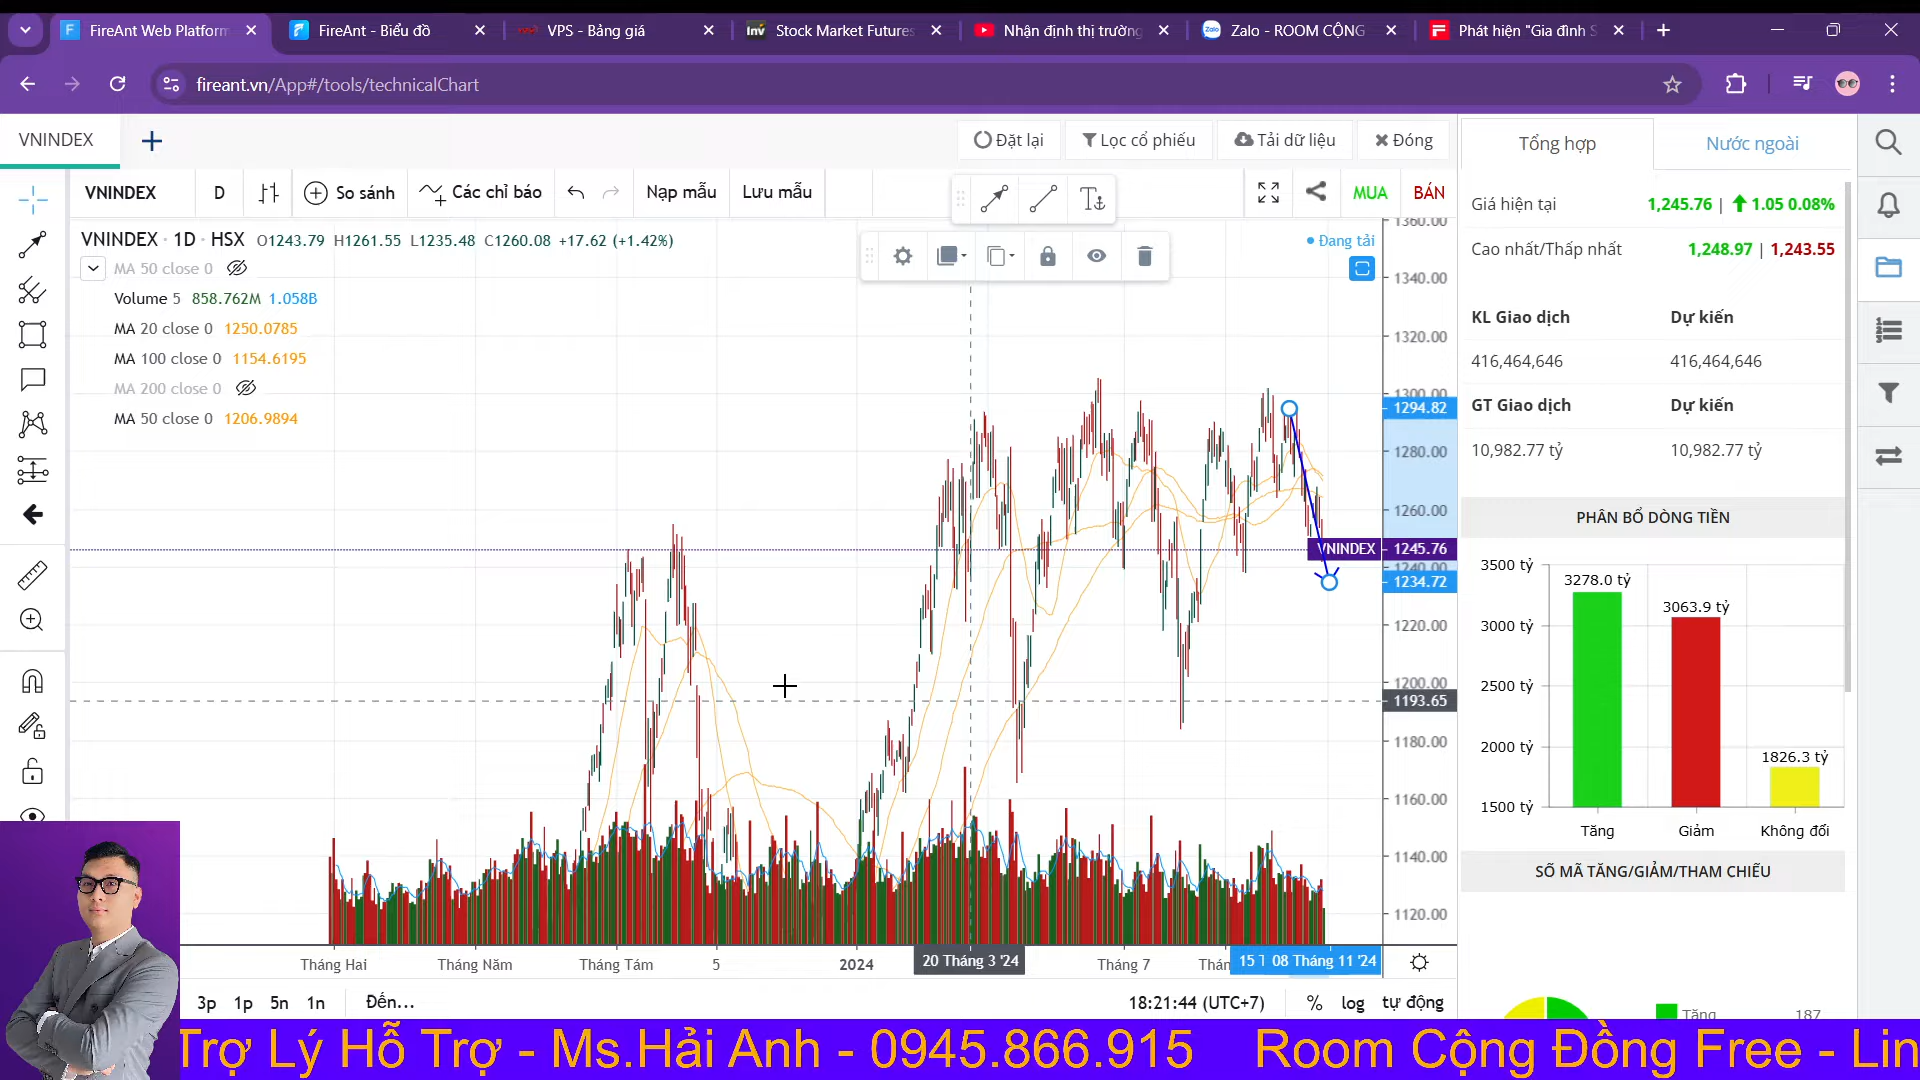 FireAnt Web Platform
FireAnt - Biểu đồ
VPS - Bảng giá
Inv
Stock Market Futures
Nhận định thị trường
Zalo - ROOM CỘNG
Phát hiện "Gia đình S
fireant.vn/App#/tools/technicalChart
VNINDEX
Đặt lại
Lọc cổ phiếu
Tải dữ liệu
Đóng
Tổng hợp
Nước ngoài
VNINDEX
D
So sánh
Các chỉ báo
Nạp mẫu
Lưu mẫu
MUA
BÁN
VNINDEX · 1D · HSX O1243.79 H1261.55 L1235.48 C1260.08 +17.62 (+1.42%)
Đang tải
MA 50 close 0
Volume 5 858.762M 1.058B
MA 20 close 0 1250.0785
MA 100 close 0 1154.6195
MA 200 close 0
MA 50 close 0 1206.9894
1360.00
1340.00
1320.00
1300.00
1294.82
1280.00
1260.00
VNINDEX 1245.76
1240.00
1234.72
1220.00
1200.00
1193.65
1180.00
1160.00
1140.00
1120.00
Tháng Hai
Tháng Năm
Tháng Tám
5
2024
20 Tháng 3 '24
Tháng 7
08 Tháng 11 '24
3p 1p 5n 1n Đến...
18:21:44 (UTC+7)
% log tự động
Giá hiện tại 1,245.76 | 1.05 0.08%
Cao nhất/Thấp nhất 1,248.97 | 1,243.55
KL Giao dịch Dự kiến
416,464,646 416,464,646
GT Giao dịch Dự kiến
10,982.77 tỷ 10,982.77 tỷ
PHÂN BỔ DÒNG TIỀN
3500 tỷ
3000 tỷ
2500 tỷ
2000 tỷ
1500 tỷ
3278.0 tỷ
3063.9 tỷ
1826.3 tỷ
Tăng Giảm Không đổi
SỐ MÃ TĂNG/GIẢM/THAM CHIẾU
Tăng 187
Trợ Lý Hỗ Trợ - Ms.Hải Anh - 0945.866.915 Room Cộng Đồng Free - Lin